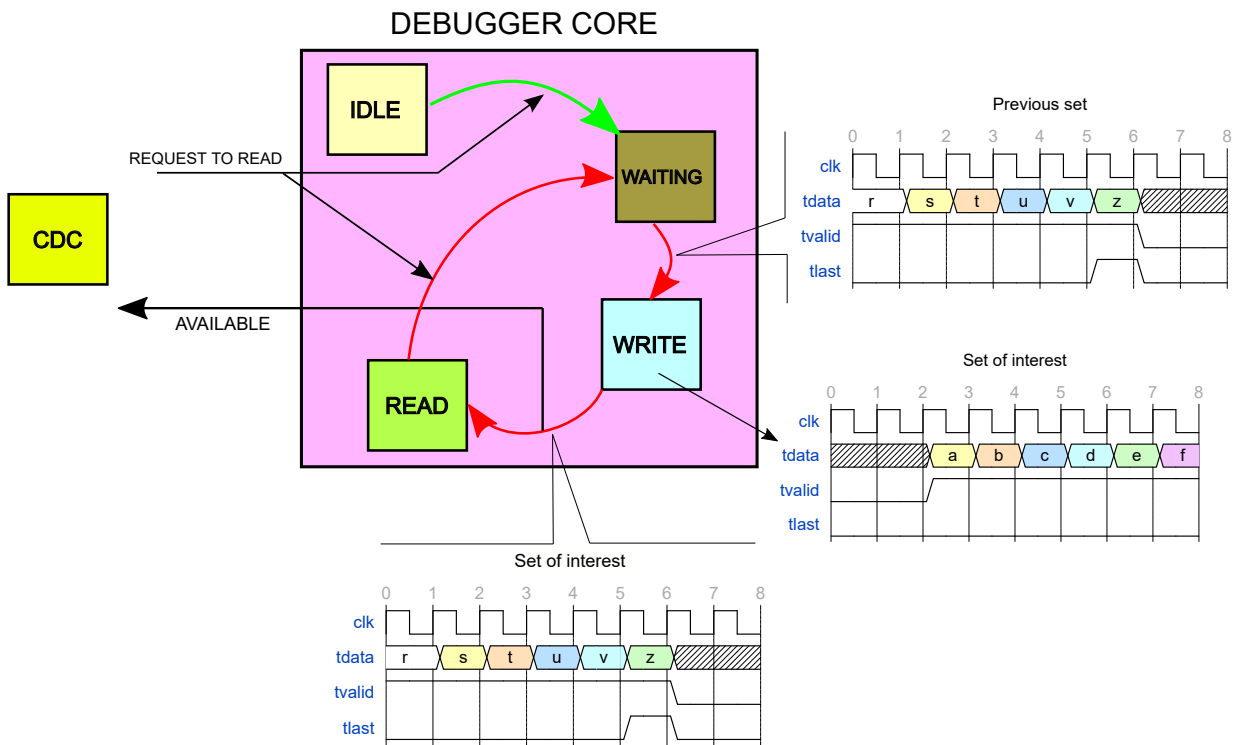 DEBUGGER CORE
IDLE
REQUEST TO READ
WAITING
CDC
AVAILABLE
WRITE
READ
Previous set
0 1 2 3 4 5 6 7 8
clk
tdata r s t u v z
tvalid
tlast
Set of interest
0 1 2 3 4 5 6 7 8
clk
tdata a b c d e f
tvalid
tlast
Set of interest
0 1 2 3 4 5 6 7 8
clk
tdata r s t u v z
tvalid
tlast